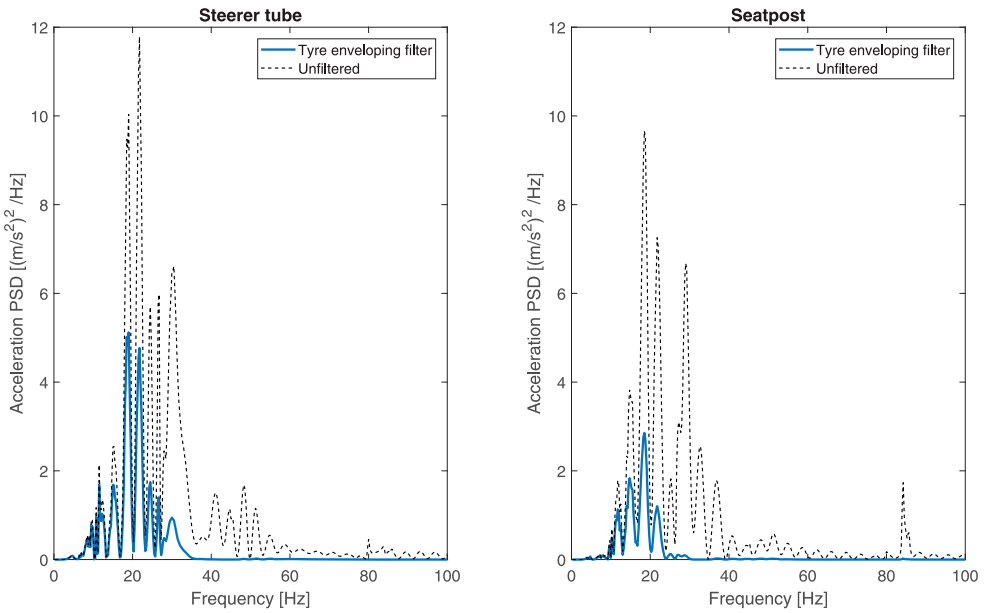 Steerer tube
12
10
8
6
4
2
0
Acceleration PSD [(m/s²)² /Hz]
Tyre enveloping filter
Unfiltered
0 20 40 60 80 100
Frequency [Hz]
Seatpost
12
10
8
6
4
2
0
Acceleration PSD [(m/s²)² /Hz]
Tyre enveloping filter
Unfiltered
0 20 40 60 80 100
Frequency [Hz]